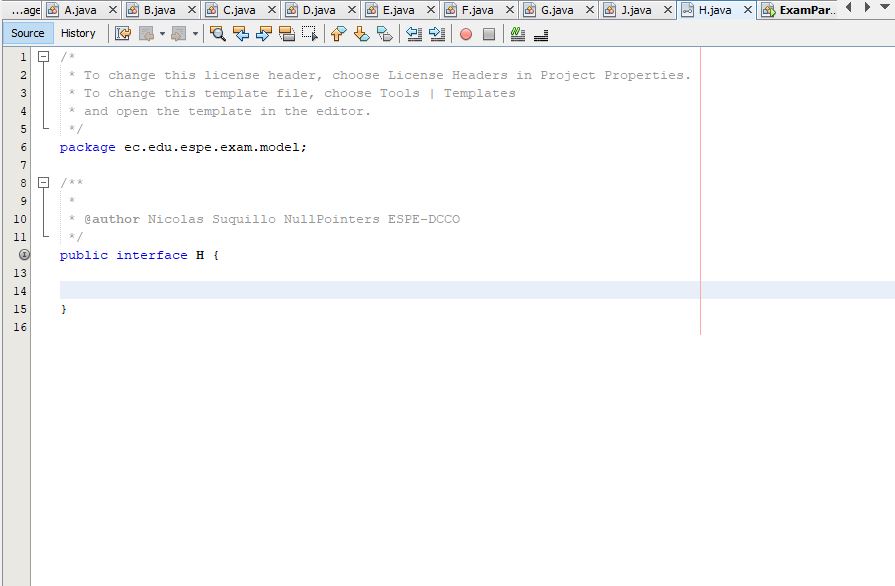 ...age
A.java
B.java
C.java
D.java
E.java
F.java
G.java
J.java
H.java
ExamPar...
Source History
1 /*
2 * To change this license header, choose License Headers in Project Properties.
3 * To change this template file, choose Tools | Templates
4 * and open the template in the editor.
5 */
6 package ec.edu.espe.exam.model;
7
8 /**
9 *
10 * @author Nicolas Suquillo NullPointers ESPE-DCCO
11 */
public interface H {
13
14
15 }
16